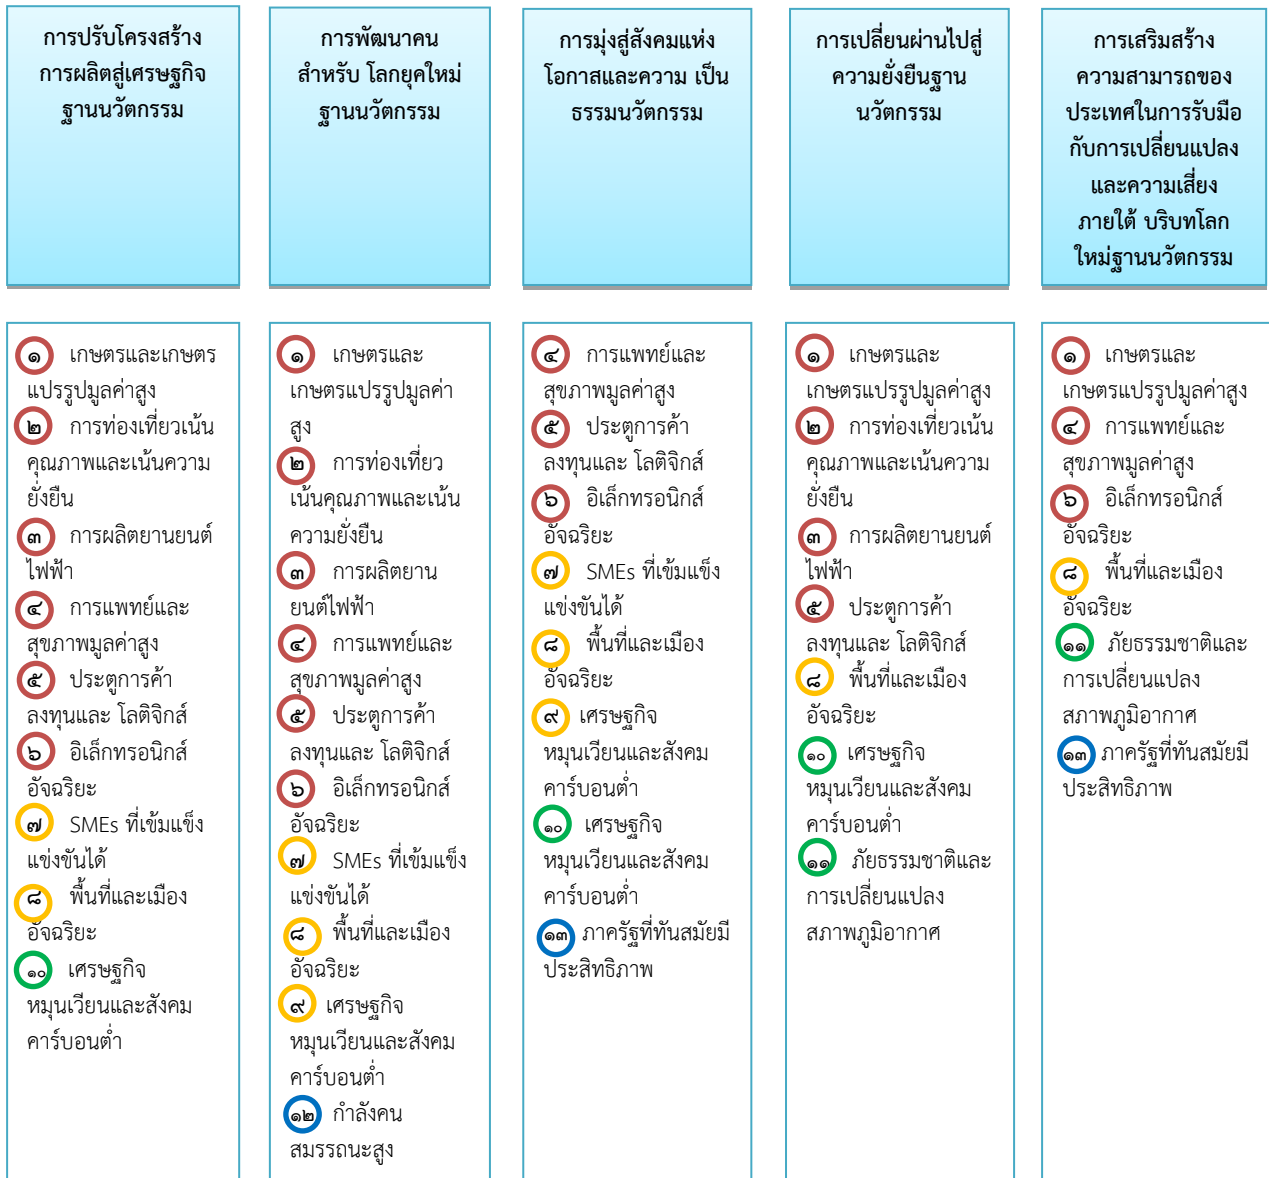 การปรับโครงสร้าง
การผลิตสู่เศรษฐกิจ
ฐานนวัตกรรม
การพัฒนาคน
สำหรับ โลกยุคใหม่
ฐานนวัตกรรม
การมุ่งสู่สังคมแห่ง
โอกาสและความ เป็น
ธรรมนวัตกรรม
การเปลี่ยนผ่านไปสู่
ความยั่งยืนฐาน
นวัตกรรม
การเสริมสร้าง
ความสามารถของ
ประเทศในการรับมือ
กับการเปลี่ยนแปลง
และความเสี่ยง
ภายใต้ บริบทโลก
ใหม่ฐานนวัตกรรม
๑ เกษตรและเกษตร
แปรรูปมูลค่าสูง
๒ การท่องเที่ยวเน้น
คุณภาพและเน้นความ
ยั่งยืน
๓ การผลิตยานยนต์
ไฟฟ้า
๔ การแพทย์และ
สุขภาพมูลค่าสูง
๕ ประตูการค้า
ลงทุนและ โลติจิกส์
๖ อิเล็กทรอนิกส์
อัจฉริยะ
๗ SMEs ที่เข้มแข็ง
แข่งขันได้
๘ พื้นที่และเมือง
อัจฉริยะ
๑๐ เศรษฐกิจ
หมุนเวียนและสังคม
คาร์บอนต่ำ
๑ เกษตรและ
เกษตรแปรรูปมูลค่า
สูง
๒ การท่องเที่ยว
เน้นคุณภาพและเน้น
ความยั่งยืน
๓ การผลิตยาน
ยนต์ไฟฟ้า
๔ การแพทย์และ
สุขภาพมูลค่าสูง
๕ ประตูการค้า
ลงทุนและ โลติจิกส์
๖ อิเล็กทรอนิกส์
อัจฉริยะ
๗ SMEs ที่เข้มแข็ง
แข่งขันได้
๘ พื้นที่และเมือง
อัจฉริยะ
๙ เศรษฐกิจ
หมุนเวียนและสังคม
คาร์บอนต่ำ
๑๒ กำลังคน
สมรรถนะสูง
๔ การแพทย์และ
สุขภาพมูลค่าสูง
๕ ประตูการค้า
ลงทุนและ โลติจิกส์
๖ อิเล็กทรอนิกส์
อัจฉริยะ
๗ SMEs ที่เข้มแข็ง
แข่งขันได้
๘ พื้นที่และเมือง
อัจฉริยะ
๙ เศรษฐกิจ
หมุนเวียนและสังคม
คาร์บอนต่ำ
๑๐ เศรษฐกิจ
หมุนเวียนและสังคม
คาร์บอนต่ำ
๑๓ ภาครัฐที่ทันสมัยมี
ประสิทธิภาพ
๑ เกษตรและ
เกษตรแปรรูปมูลค่าสูง
๒ การท่องเที่ยวเน้น
คุณภาพและเน้นความ
ยั่งยืน
๓ การผลิตยานยนต์
ไฟฟ้า
๕ ประตูการค้า
ลงทุนและ โลติจิกส์
๘ พื้นที่และเมือง
อัจฉริยะ
๑๐ เศรษฐกิจ
หมุนเวียนและสังคม
คาร์บอนต่ำ
๑๑ ภัยธรรมชาติและ
การเปลี่ยนแปลง
สภาพภูมิอากาศ
๑ เกษตรและ
เกษตรแปรรูปมูลค่าสูง
๔ การแพทย์และ
สุขภาพมูลค่าสูง
๖ อิเล็กทรอนิกส์
อัจฉริยะ
๘ พื้นที่และเมือง
อัจฉริยะ
๑๑ ภัยธรรมชาติและ
การเปลี่ยนแปลง
สภาพภูมิอากาศ
๑๓ ภาครัฐที่ทันสมัยมี
ประสิทธิภาพ